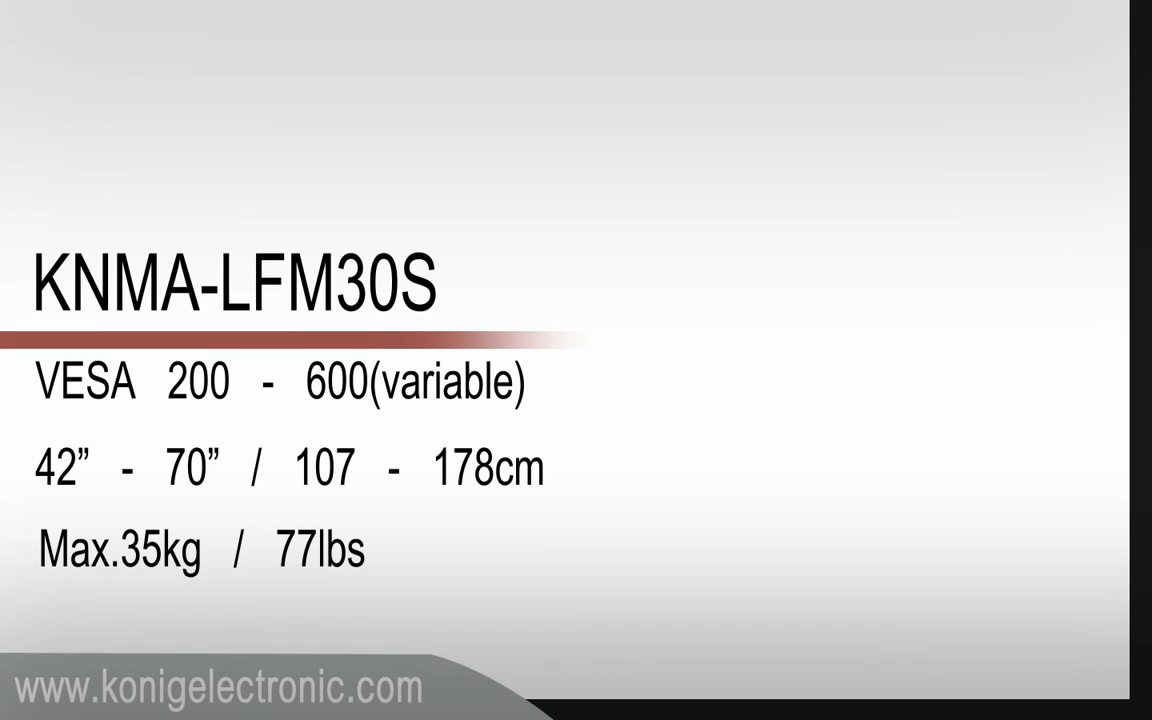 KNMA-LFM30S
VESA 200 - 600(variable)
42” - 70” / 107 - 178cm
Max.35kg / 77lbs
www.konigelectronic.com